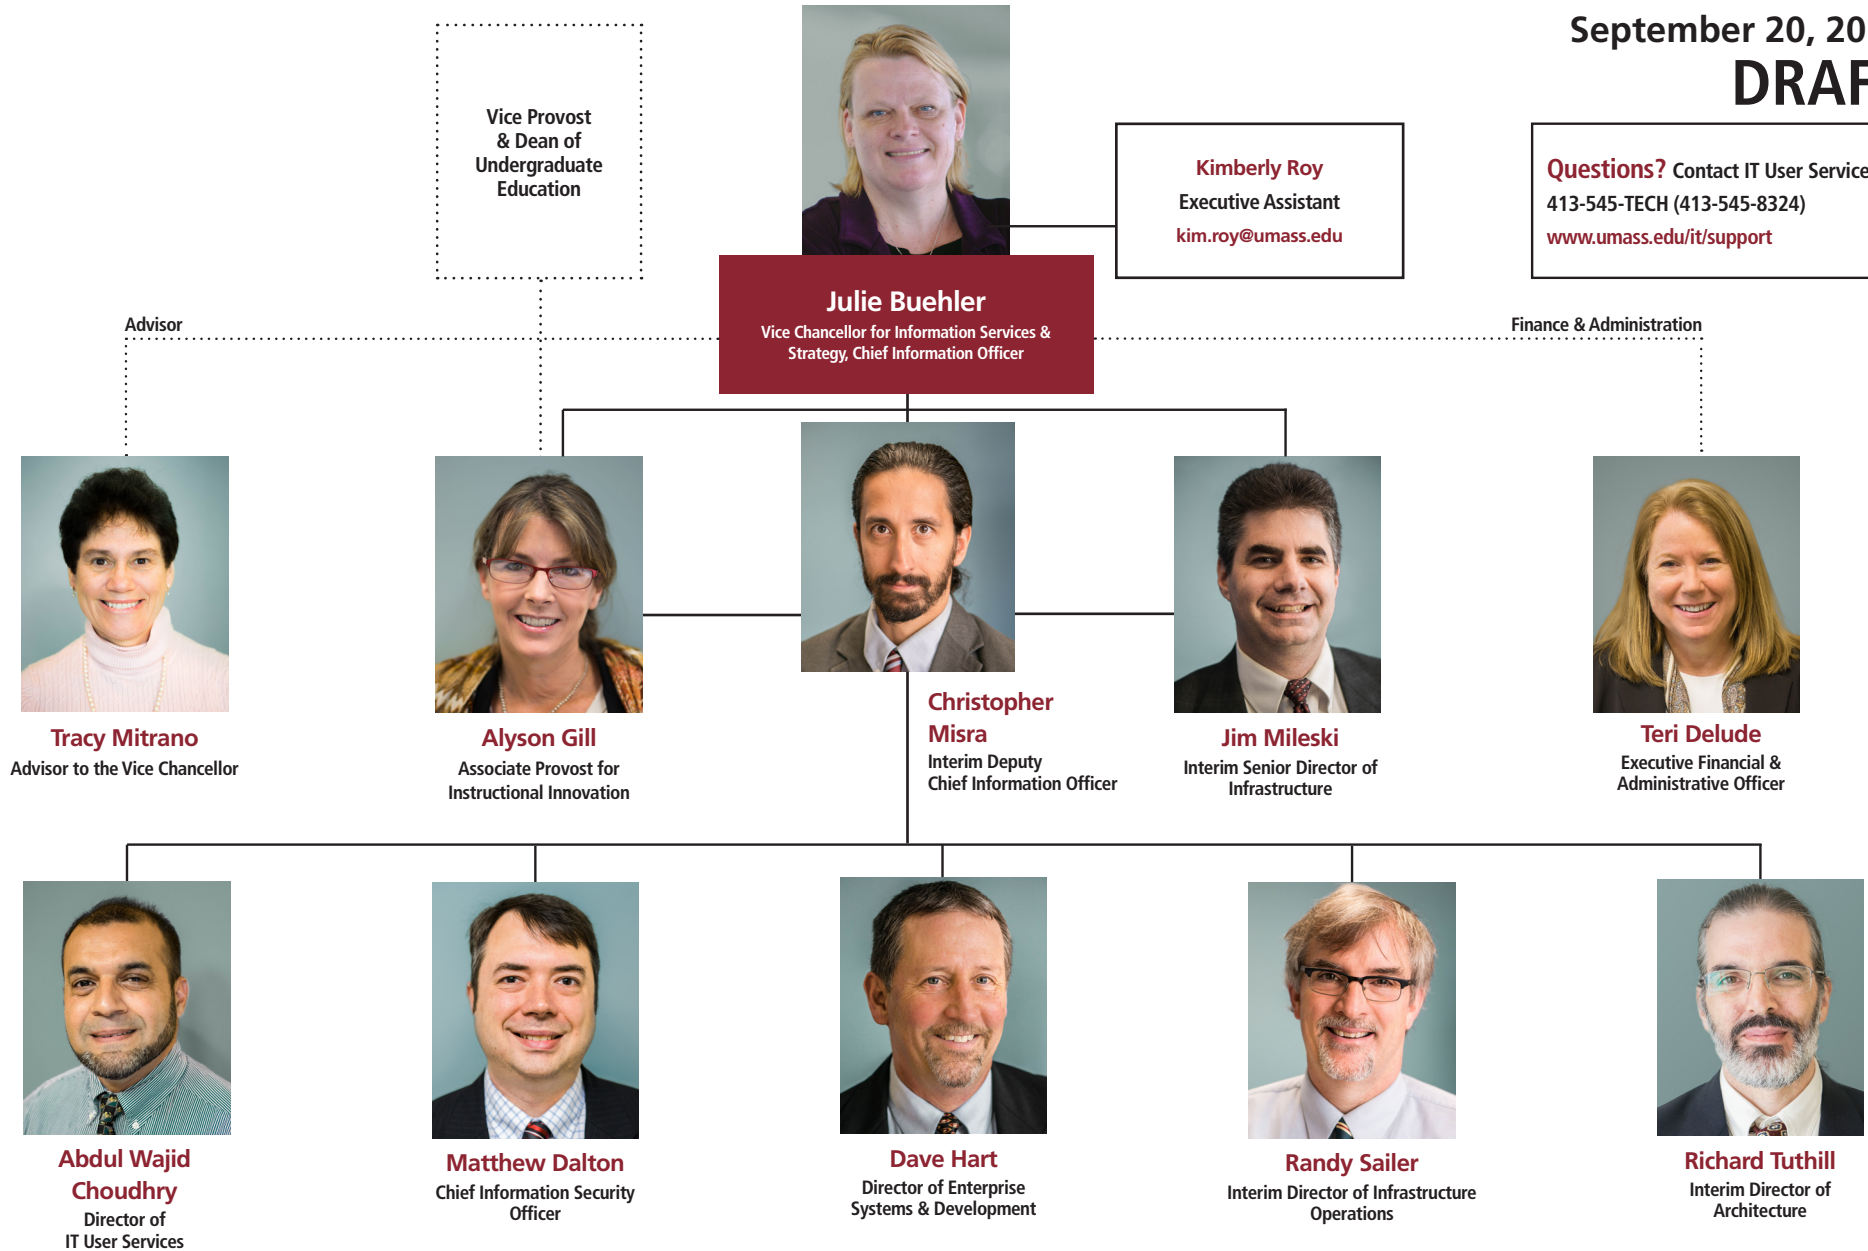 September 20, 20
DRAF
Vice Provost
& Dean of
Undergraduate
Education
Kimberly Roy
Executive Assistant
kim.roy@umass.edu
Questions? Contact IT User Service
413-545-TECH (413-545-8324)
www.umass.edu/it/support
Julie Buehler
Vice Chancellor for Information Services &
Strategy, Chief Information Officer
Advisor
Finance & Administration
Tracy Mitrano
Advisor to the Vice Chancellor
Alyson Gill
Associate Provost for
Instructional Innovation
Christopher
Misra
Interim Deputy
Chief Information Officer
Jim Mileski
Interim Senior Director of
Infrastructure
Teri Delude
Executive Financial &
Administrative Officer
Abdul Wajid
Choudhry
Director of
IT User Services
Matthew Dalton
Chief Information Security
Officer
Dave Hart
Director of Enterprise
Systems & Development
Randy Sailer
Interim Director of Infrastructure
Operations
Richard Tuthill
Interim Director of
Architecture